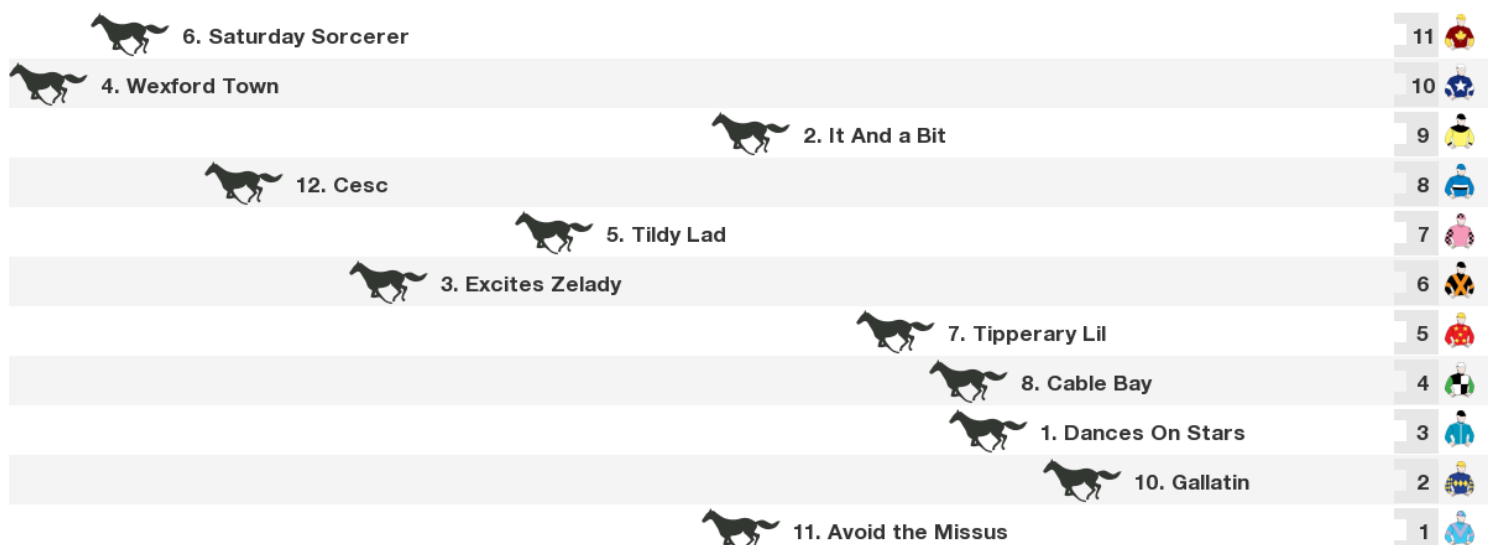 6. Saturday Sorcerer 11
4. Wexford Town 10
2. It And a Bit 9
12. Cesc 8
5. Tildy Lad 7
3. Excites Zelady 6
7. Tipperary Lil 5
8. Cable Bay 4
1. Dances On Stars 3
10. Gallatin 2
11. Avoid the Missus 1